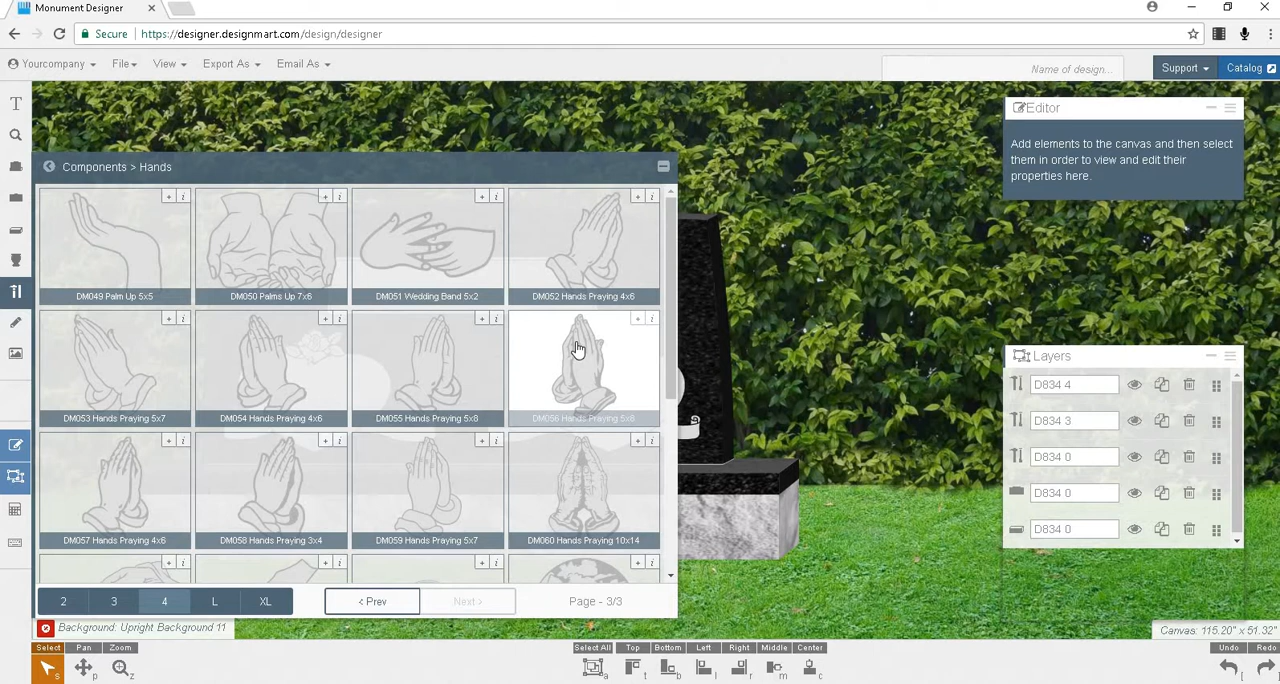 Monument Designer
Secure
https://designer.designmart.com/design/designer
Yourcompany
File
View
Export As
Email As
Name of design...
Support
Catalog
T
Editor
Add elements to the canvas and then select
them in order to view and edit their
properties here.
Components > Hands
DM049 Palm Up 5x5
DM050 Palms Up 7x6
DM051 Wedding Band 5x2
DM052 Hands Praying 4x6
DM053 Hands Praying 5x7
DM054 Hands Praying 4x6
DM055 Hands Praying 5x8
DM056 Hands Praying 5x8
DM057 Hands Praying 4x6
DM058 Hands Praying 3x4
DM059 Hands Praying 5x7
DM060 Hands Praying 10x14
Layers
D834 4
D834 3
D834 0
D834 0
D834 0
2
3
4
L
XL
< Prev
Next >
Page - 3/3
Background: Upright Background 11
Canvas: 115.20" x 51.32"
Select
Pan
Zoom
Select All
Top
Bottom
Left
Right
Middle
Center
Undo
Redo
s
p
z
a
t
b
l
r
m
c
[
]